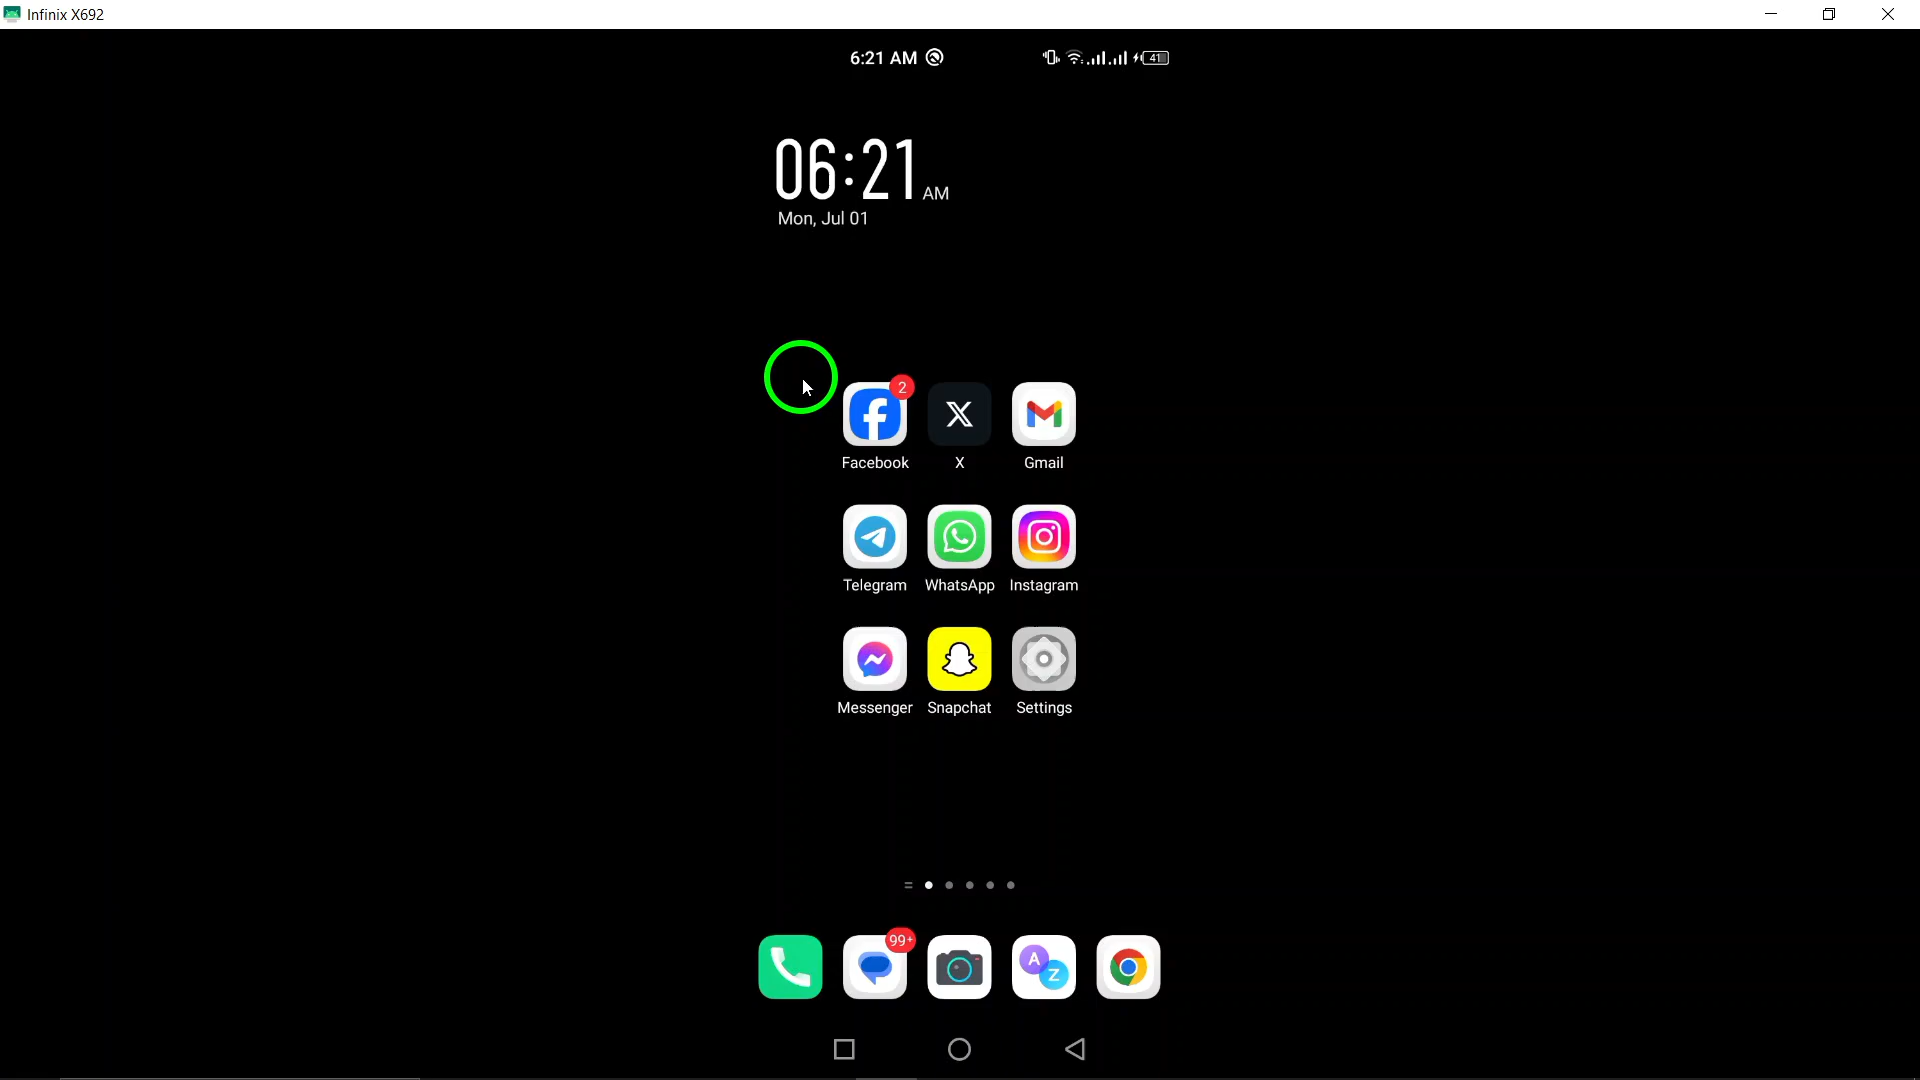 Infinix X692
6:21 AM
41
06:21 AM
Mon, Jul 01
2
Facebook X Gmail
Telegram WhatsApp Instagram
Messenger Snapchat Settings
99+
A
Z